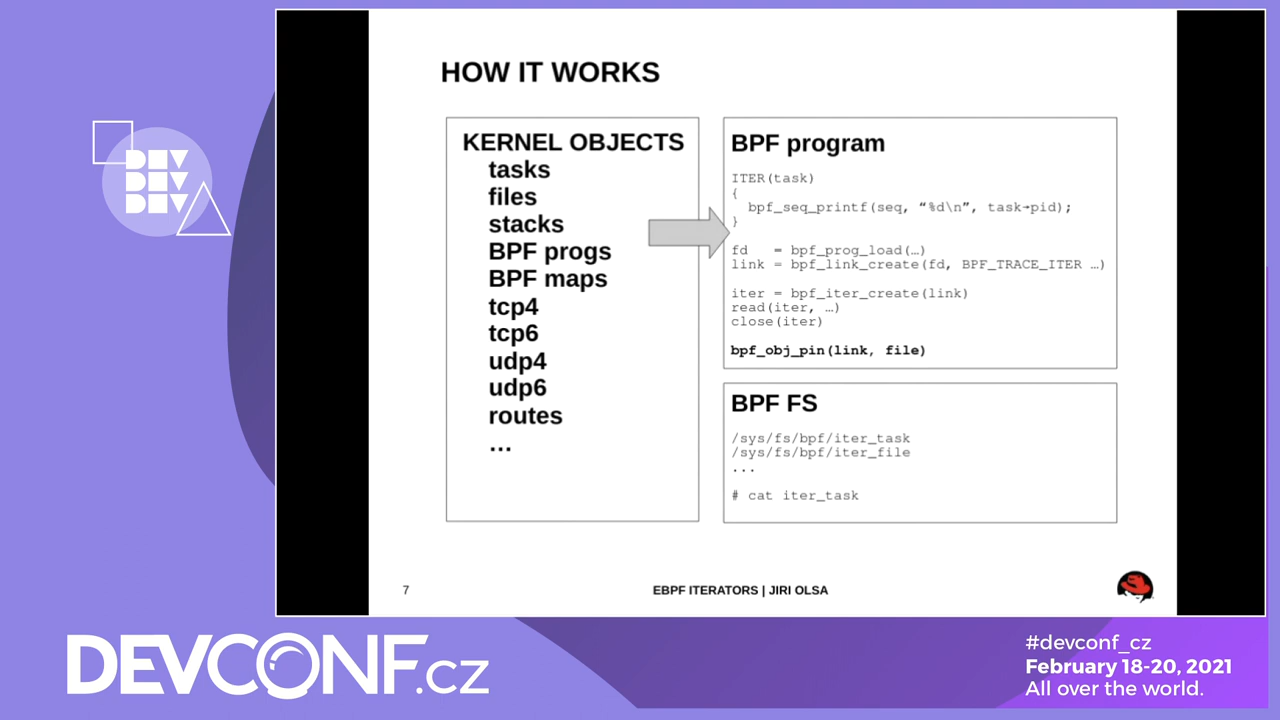 HOW IT WORKS
KERNEL OBJECTS
tasks
files
stacks
BPF progs
BPF maps
tcp4
tcp6
udp4
udp6
routes
...
BPF program
ITER(task)
{
bpf_seq_printf(seq, “%d\n”, task→pid);
}
fd = bpf_prog_load(…)
link = bpf_link_create(fd, BPF_TRACE_ITER …)
iter = bpf_iter_create(link)
read(iter, …)
close(iter)
bpf_obj_pin(link, file)
BPF FS
/sys/fs/bpf/iter_task
/sys/fs/bpf/iter_file
...
# cat iter_task
7
EBPF ITERATORS | JIRI OLSA
DEV
DEV
DEV
DEVCONF.cz
#devconf_cz
February 18-20, 2021
All over the world.